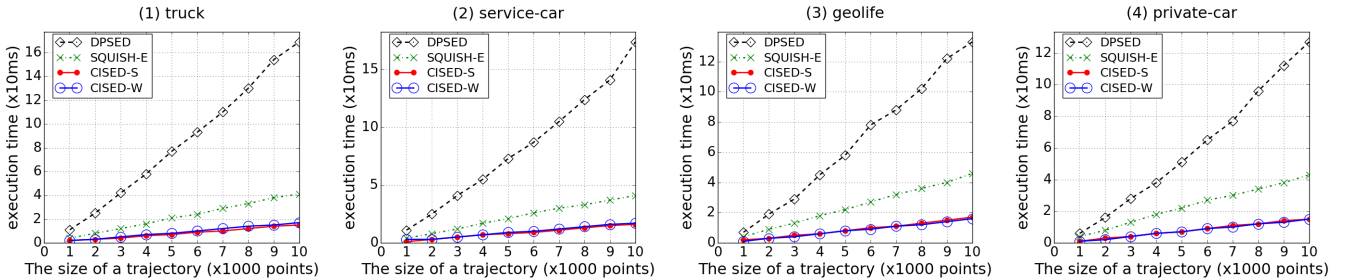 (1) truck
execution time (x10ms)
16
14
12
10
8
6
4
2
0
DPSED
SQUISH-E
CISED-S
CISED-W
0 1 2 3 4 5 6 7 8 9 10
The size of a trajectory (x1000 points)
(2) service-car
execution time (x10ms)
15
10
5
0
DPSED
SQUISH-E
CISED-S
CISED-W
0 1 2 3 4 5 6 7 8 9 10
The size of a trajectory (x1000 points)
(3) geolife
execution time (x10ms)
12
10
8
6
4
2
0
DPSED
SQUISH-E
CISED-S
CISED-W
0 1 2 3 4 5 6 7 8 9 10
The size of a trajectory (x1000 points)
(4) private-car
execution time (x10ms)
12
10
8
6
4
2
0
DPSED
SQUISH-E
CISED-S
CISED-W
0 1 2 3 4 5 6 7 8 9 10
The size of a trajectory (x1000 points)